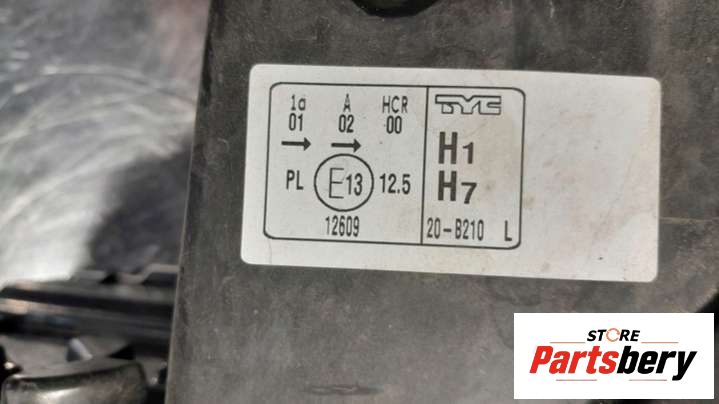 1a A HCR
01 02 00
→ →
PL E13 12.5
12609
TYC
H1
H7
20-B210 L
STORE
Partsbery